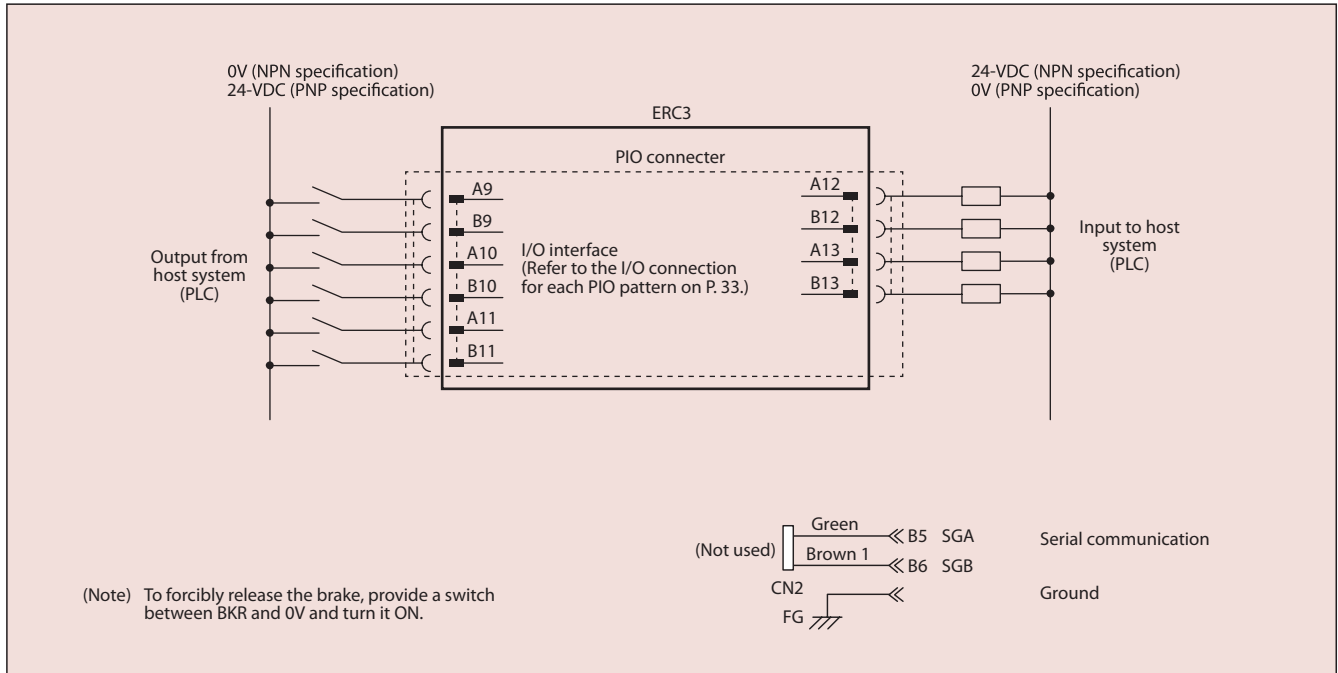 0V (NPN specification)
24-VDC (PNP specification)
24-VDC (NPN specification)
0V (PNP specification)
ERC3
PIO connecter
A9
B9
A10
B10
A11
B11
I/O interface
(Refer to the I/O connection
for each PIO pattern on P. 33.)
A12
B12
A13
B13
Output from
host system
(PLC)
Input to host
system
(PLC)
(Not used)
Green
B5 SGA
Serial communication
Brown 1
B6 SGB
CN2
Ground
FG
(Note) To forcibly release the brake, provide a switch
between BKR and 0V and turn it ON.